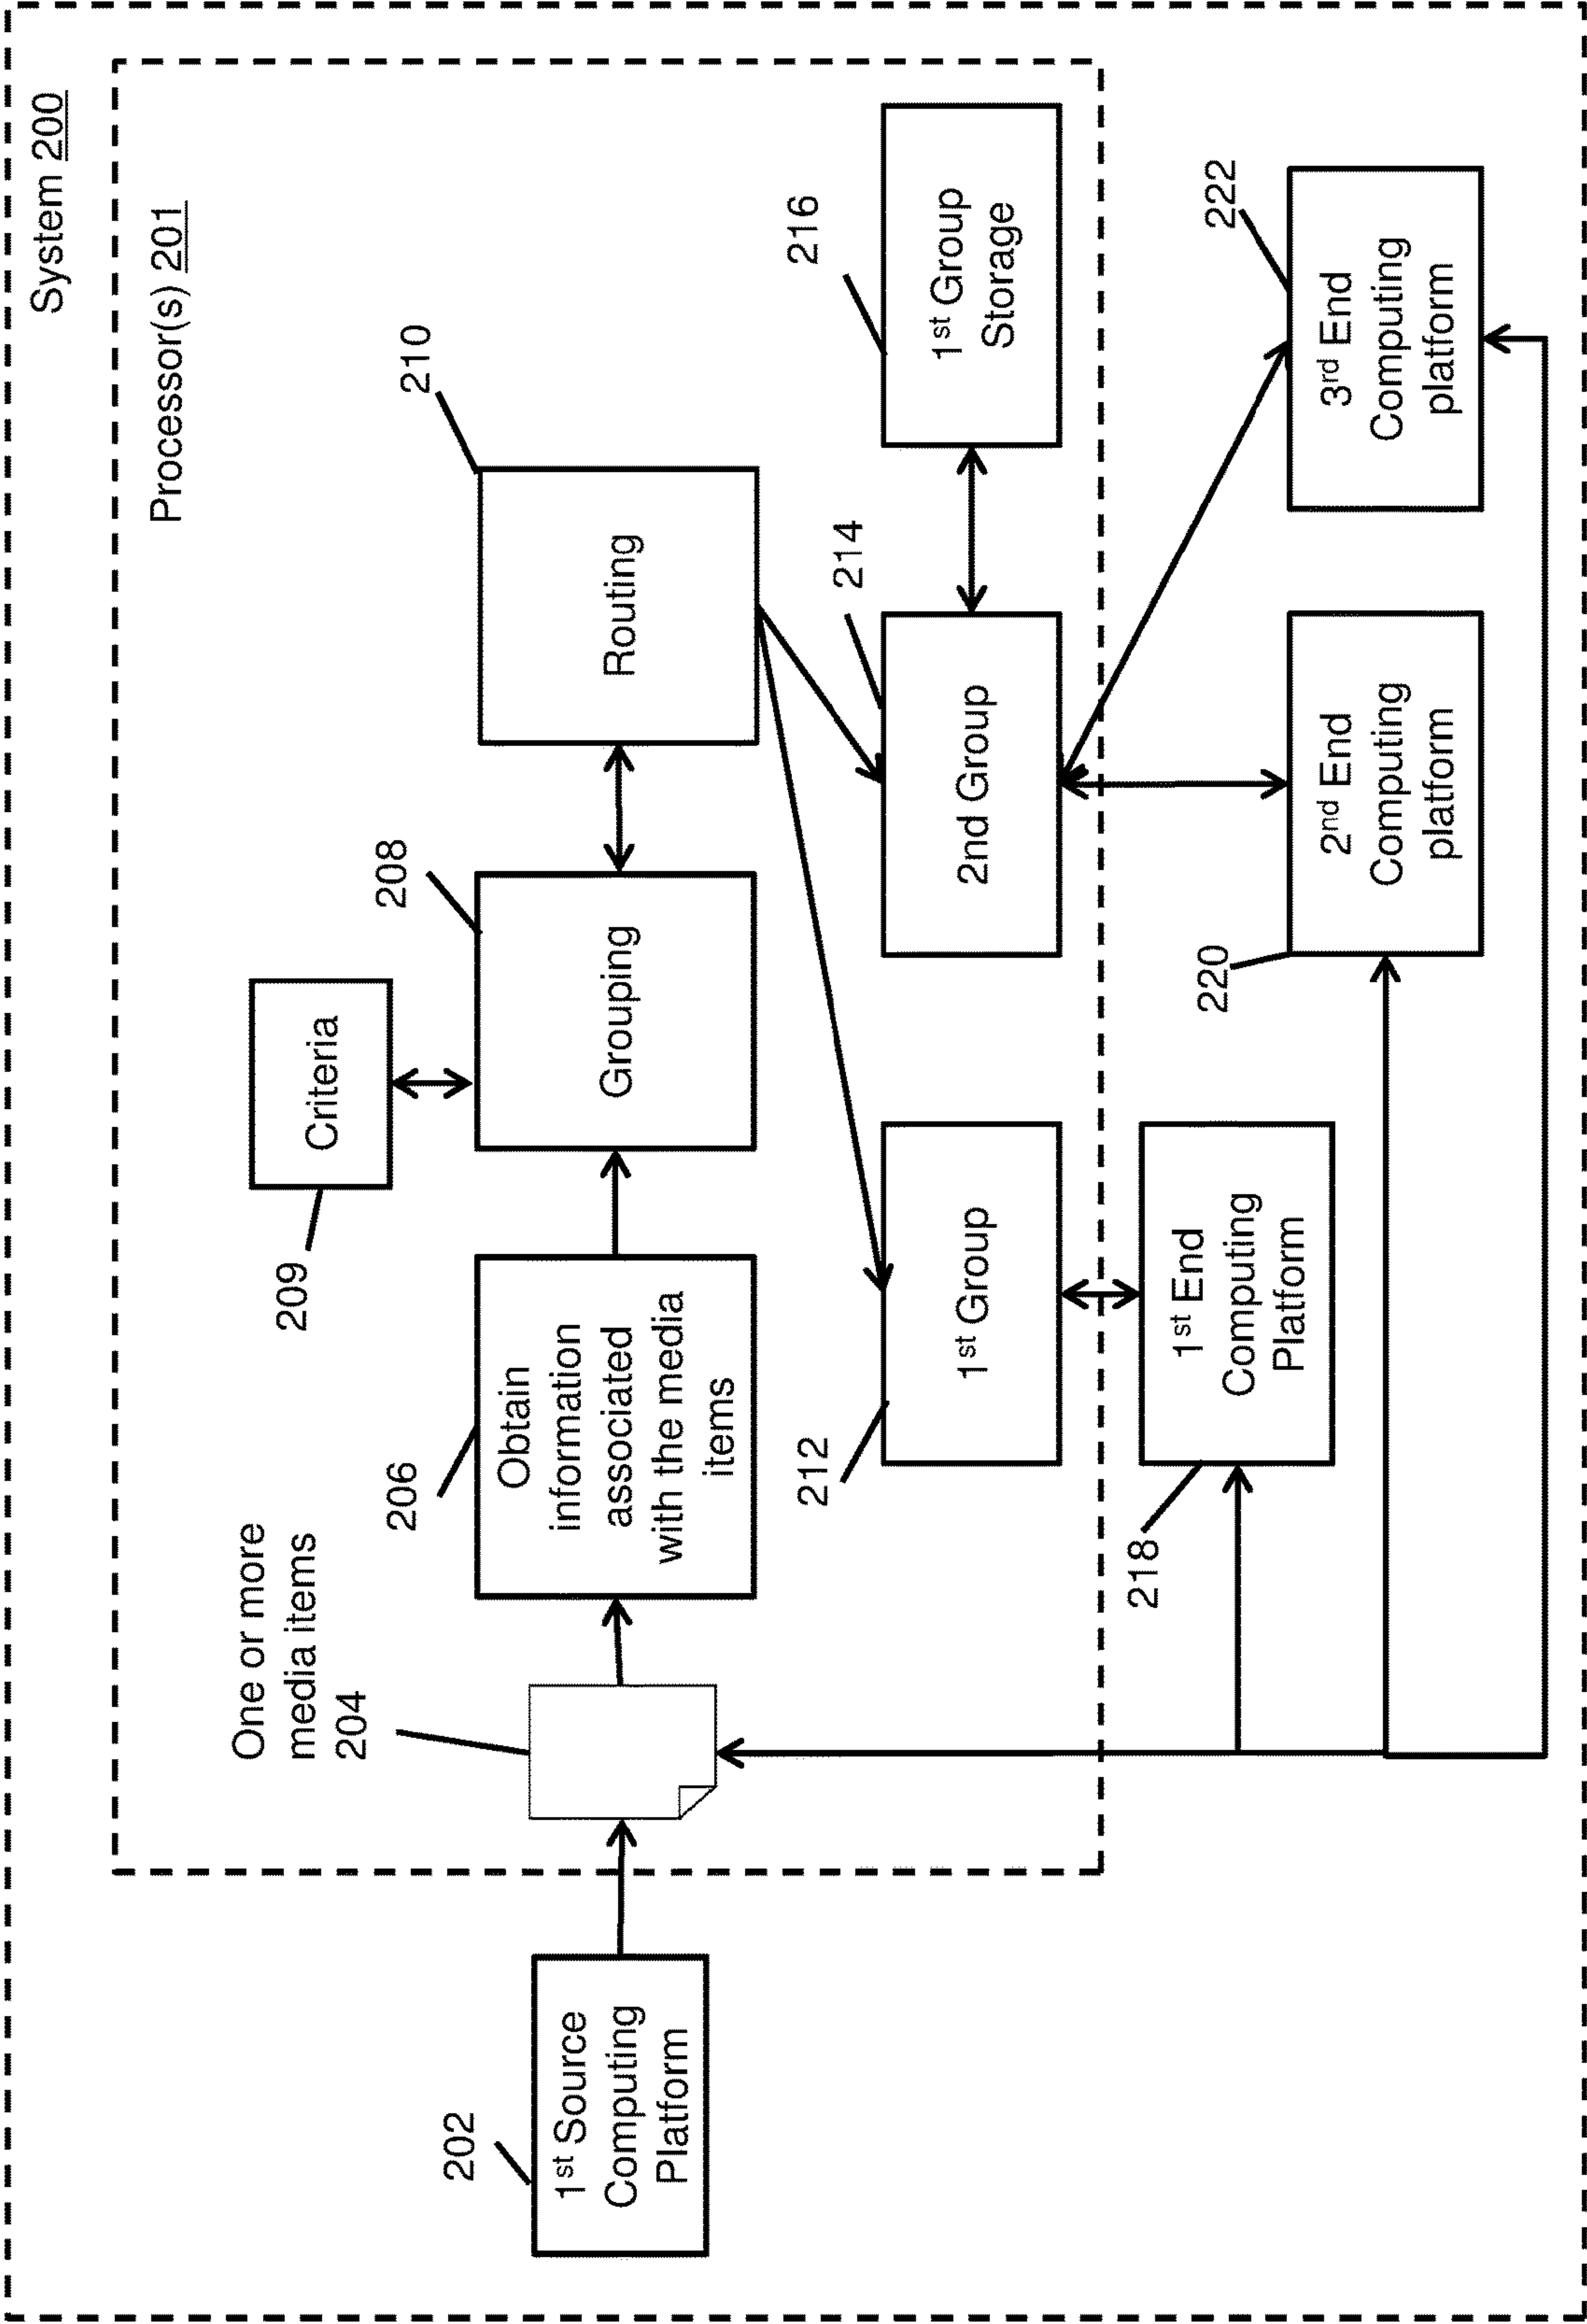 System 200
Processor(s) 201
210
208
Criteria
209
One or more
media items
204
206
202
1st Source
Computing
Platform
Obtain
information
associated
with the media
items
Grouping
Routing
212
1st Group
214
2nd Group
216
1st Group
Storage
218
1st End
Computing
Platform
220
2nd End
Computing
platform
222
3rd End
Computing
platform